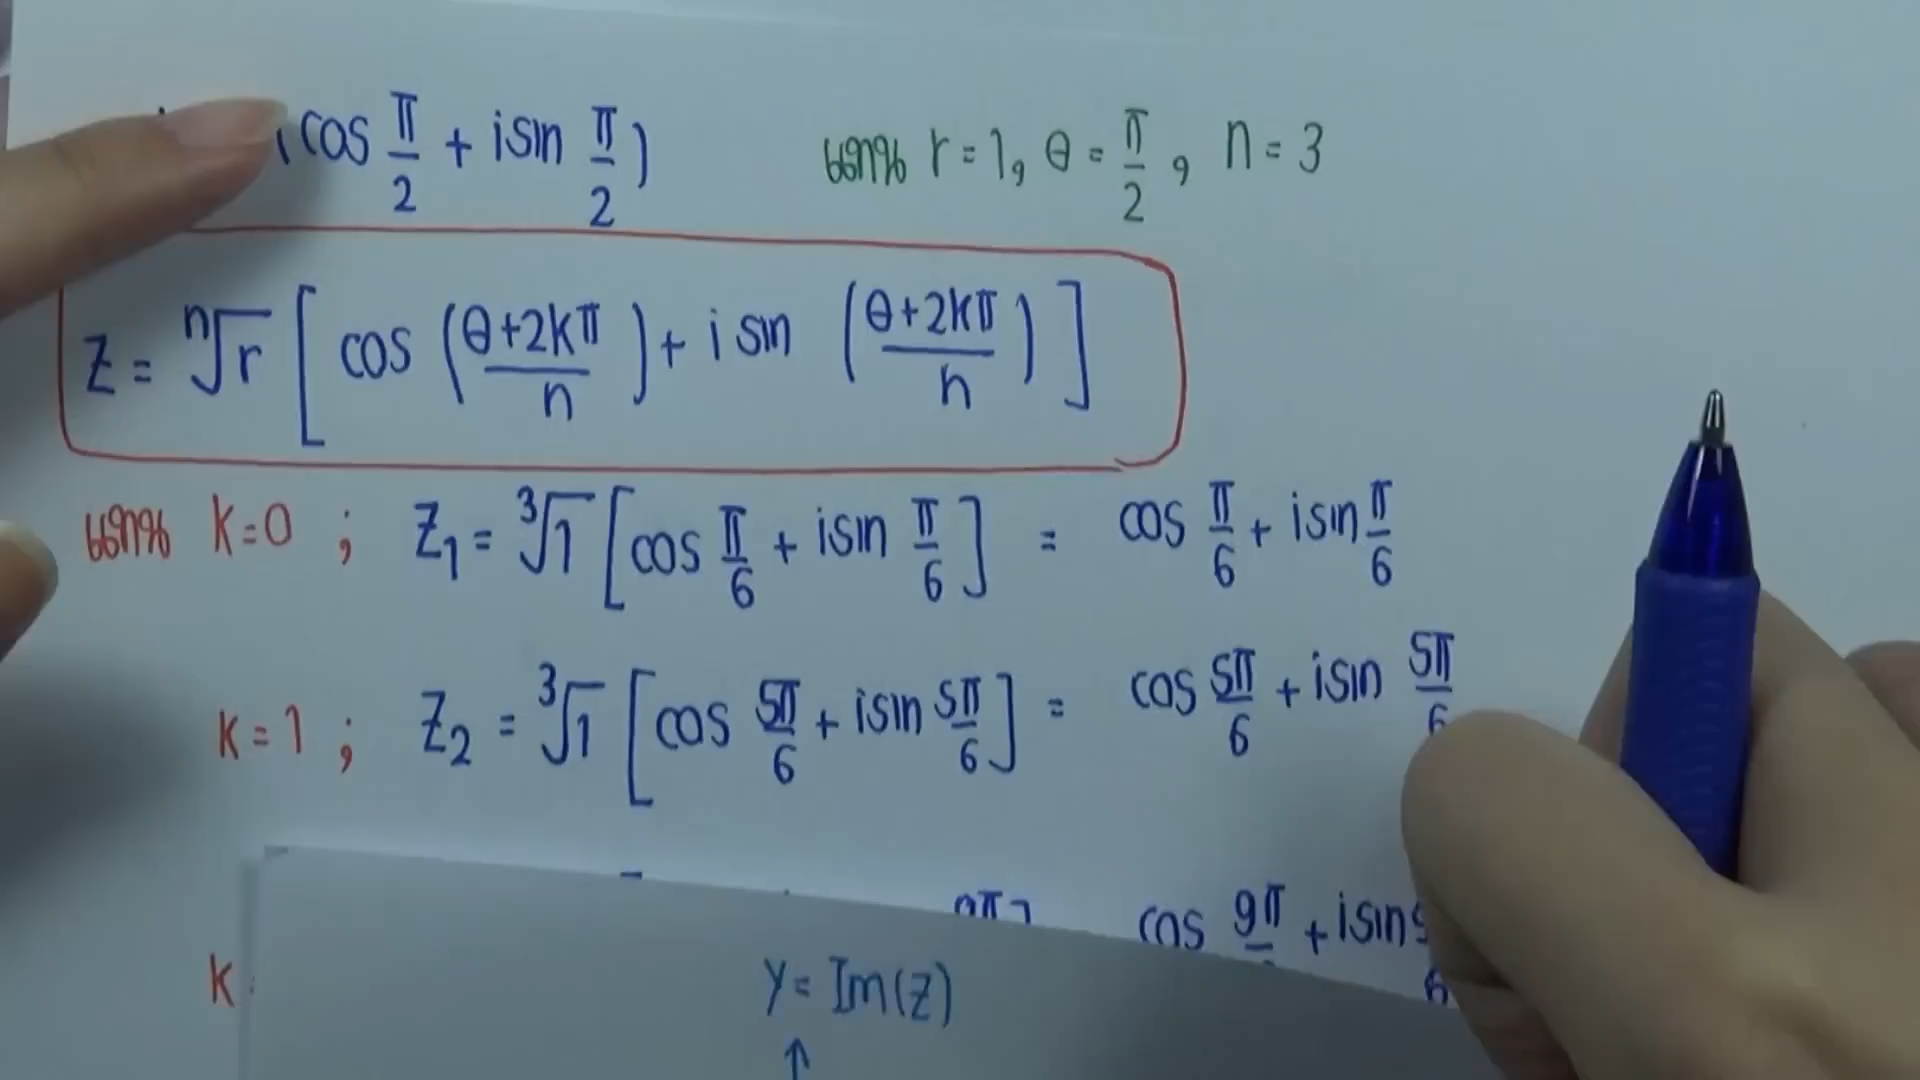 (cos π/2 + isin π/2)
แทน r = 1, θ = π/2, n = 3
z = ⁿ√r [ cos (θ+2kπ / n) + i sin (θ+2kπ / n) ]
แทน k=0 ; z₁ = ³√1 [cos π/6 + isin π/6] = cos π/6 + isin π/6
k=1 ; z₂ = ³√1 [cos 5π/6 + isin 5π/6] = cos 5π/6 + isin 5π/6
k cos 9π + isin
y = Im(z)